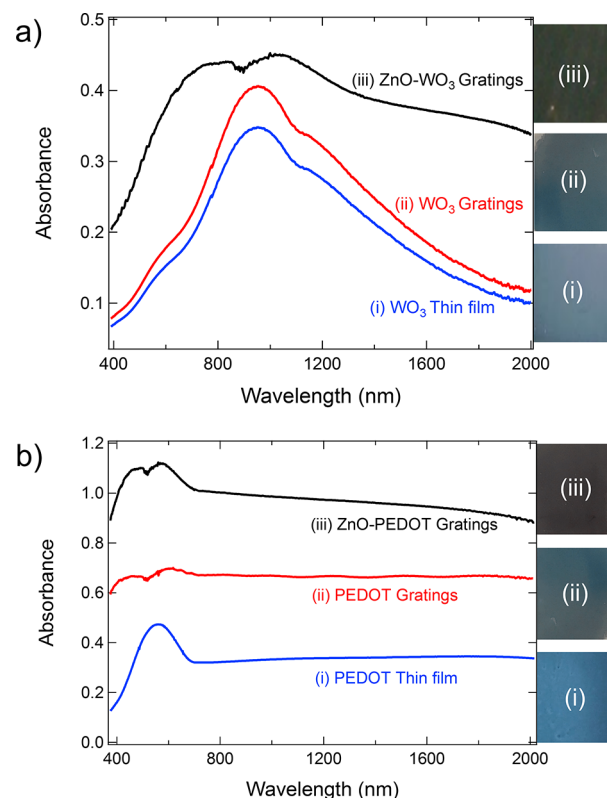 a)
0.5
0.4
0.3
0.2
0.1
Absorbance
(iii) ZnO-WO₃ Gratings
(ii) WO₃ Gratings
(i) WO₃ Thin film
400 800 1200 1600 2000
Wavelength (nm)
(iii)
(ii)
(i)
b)
1.2
1.0
0.8
0.6
0.4
0.2
0.0
Absorbance
(iii) ZnO-PEDOT Gratings
(ii) PEDOT Gratings
(i) PEDOT Thin film
400 800 1200 1600 2000
Wavelength (nm)
(iii)
(ii)
(i)